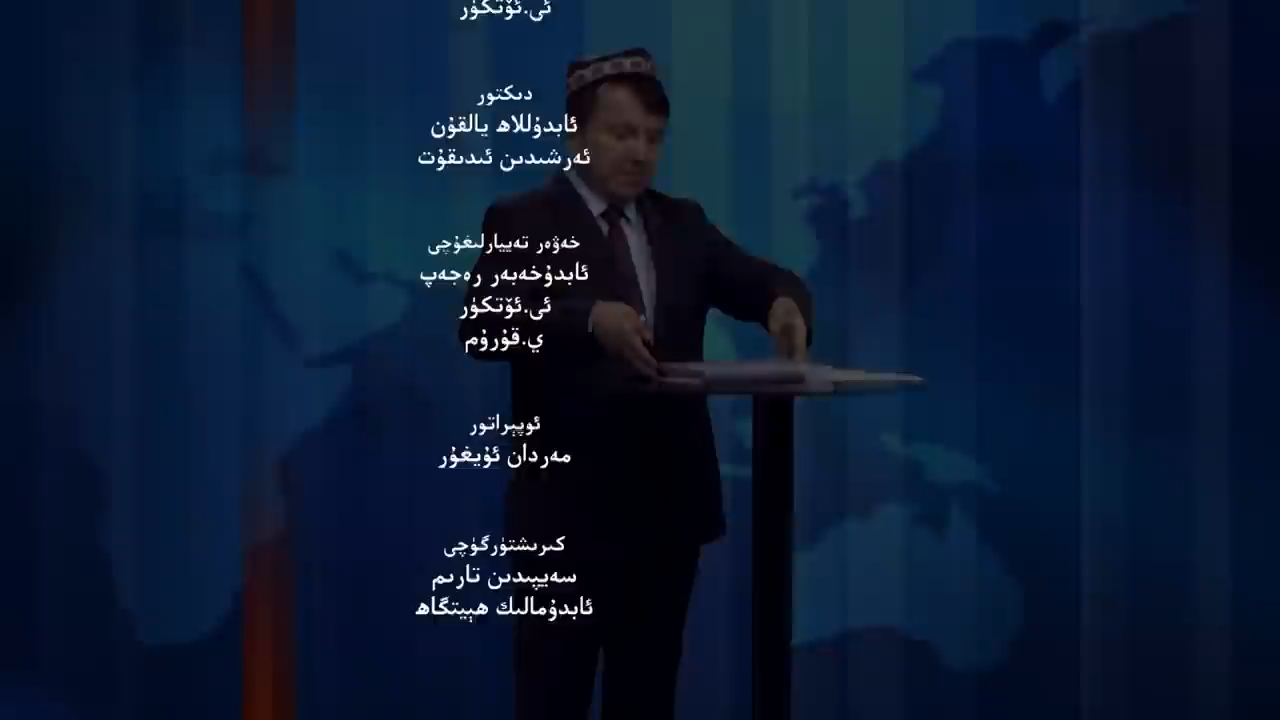 ئى.ئۆتكۈر
دىكتور
ئابدۇللاھ يالقۇن
ئەرشىدىن ئىدىقۇت
خەۋەر تەييارلىغۇچى
ئابدۇخەبەر رەجەپ
ئى.ئۆتكۈر
ي.قۇرۇم
ئوپېراتور
مەردان ئۇيغۇر
كىرىشتۈرگۈچى
سەيپىدىن تارىم
ئابدۇمالىك ھېيتگاھ